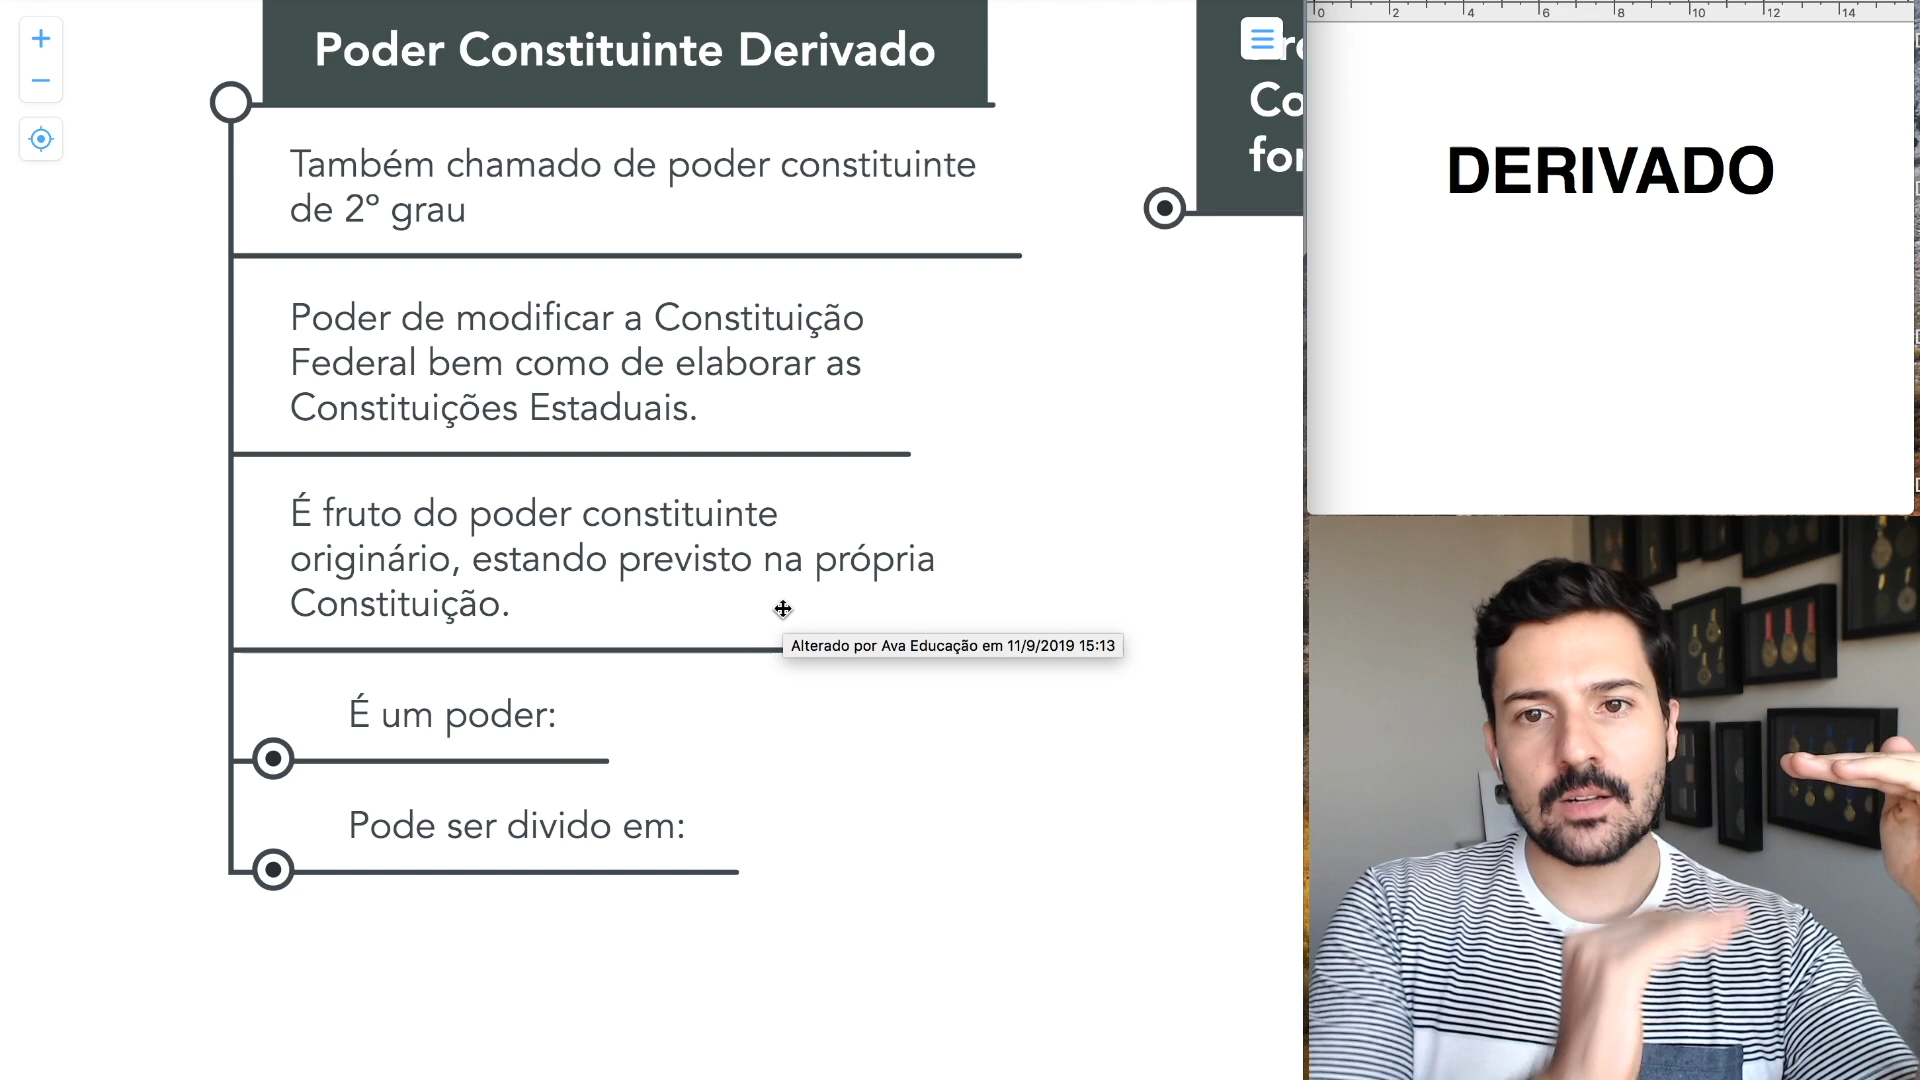 Poder Constituinte Derivado
Também chamado de poder constituinte
de 2º grau
Poder de modificar a Constituição
Federal bem como de elaborar as
Constituições Estaduais.
É fruto do poder constituinte
originário, estando previsto na própria
Constituição.
Alterado por Ava Educação em 11/9/2019 15:13
É um poder:
Pode ser divido em:
Co
for
0 2 4 6 8 10 12 14
DERIVADO